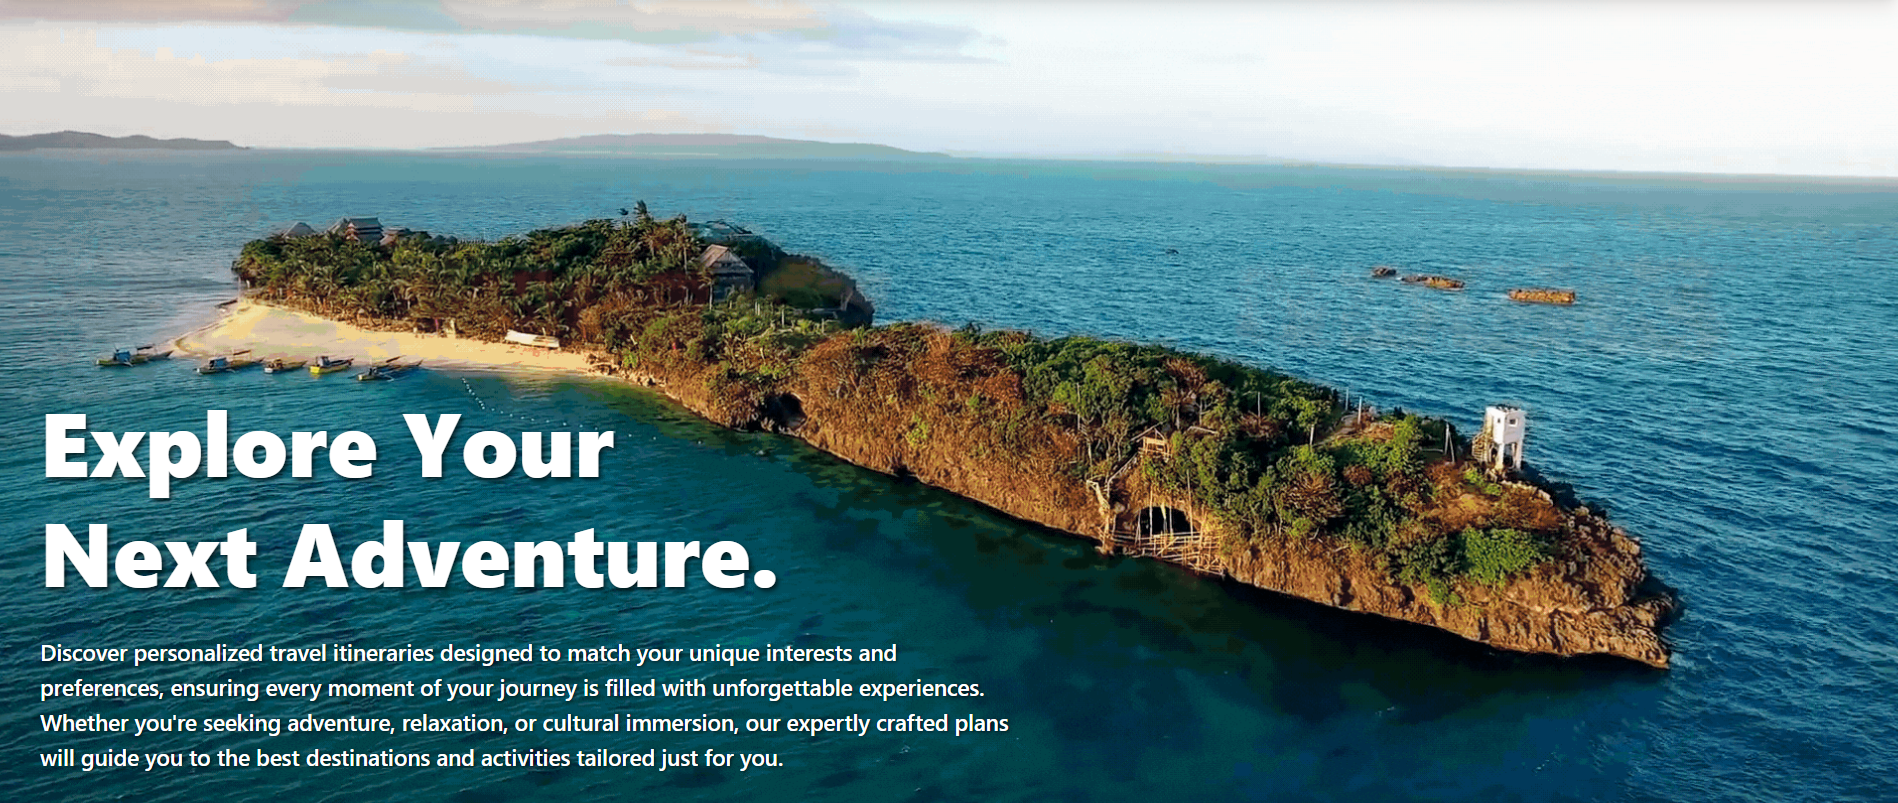 Explore Your
Next Adventure.
Discover personalized travel itineraries designed to match your unique interests and
preferences, ensuring every moment of your journey is filled with unforgettable experiences.
Whether you're seeking adventure, relaxation, or cultural immersion, our expertly crafted plans
will guide you to the best destinations and activities tailored just for you.